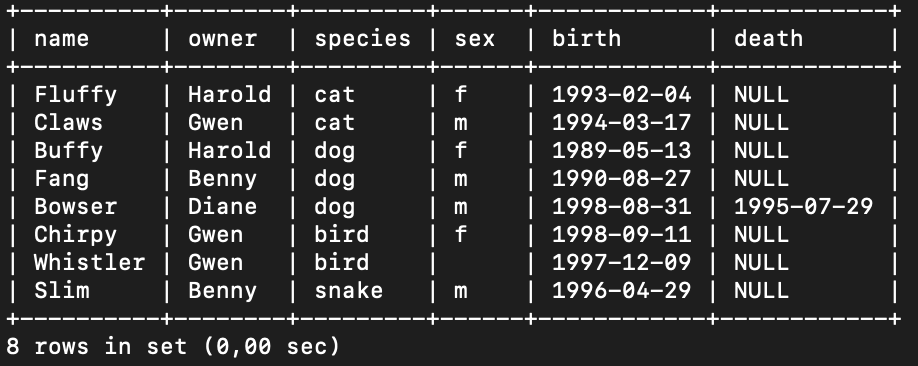 +----------+--------+---------+------+------------+------------+
| name     | owner  | species | sex  | birth      | death      |
+----------+--------+---------+------+------------+------------+
| Fluffy   | Harold | cat     | f    | 1993-02-04 | NULL       |
| Claws    | Gwen   | cat     | m    | 1994-03-17 | NULL       |
| Buffy    | Harold | dog     | f    | 1989-05-13 | NULL       |
| Fang     | Benny  | dog     | m    | 1990-08-27 | NULL       |
| Bowser   | Diane  | dog     | m    | 1998-08-31 | 1995-07-29 |
| Chirpy   | Gwen   | bird    | f    | 1998-09-11 | NULL       |
| Whistler | Gwen   | bird    |      | 1997-12-09 | NULL       |
| Slim     | Benny  | snake   | m    | 1996-04-29 | NULL       |
+----------+--------+---------+------+------------+------------+
8 rows in set (0,00 sec)